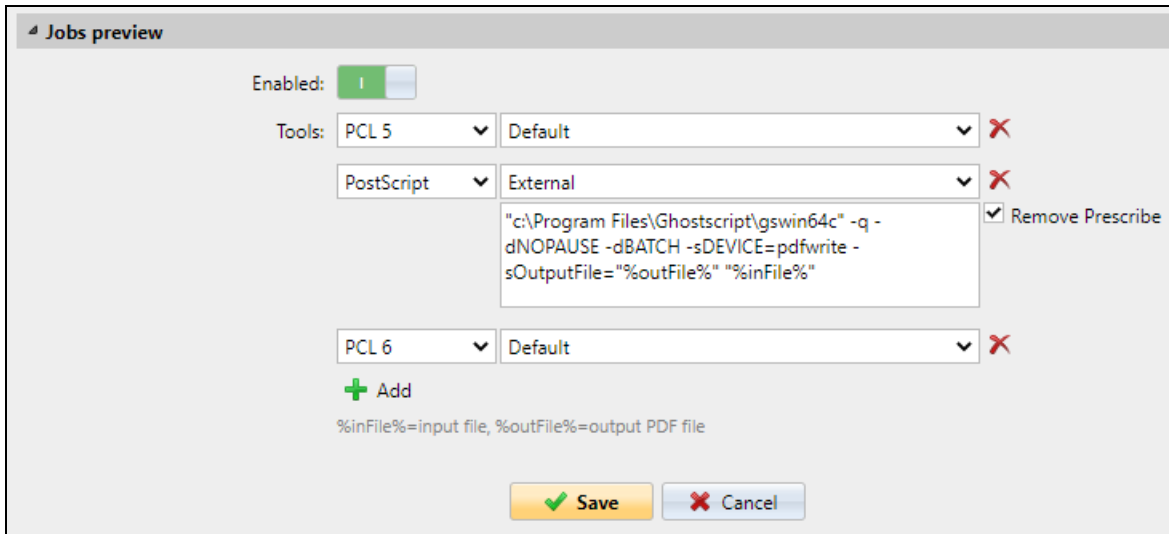 Jobs preview
Enabled: I
Tools: PCL 5 Default
PostScript External
"c:\Program Files\Ghostscript\gswin64c" -q -
dNOPAUSE -dBATCH -sDEVICE=pdfwrite -
sOutputFile="%outFile%" "%inFile%"
Remove Prescribe
PCL 6 Default
Add
%inFile%=input file, %outFile%=output PDF file
Save Cancel